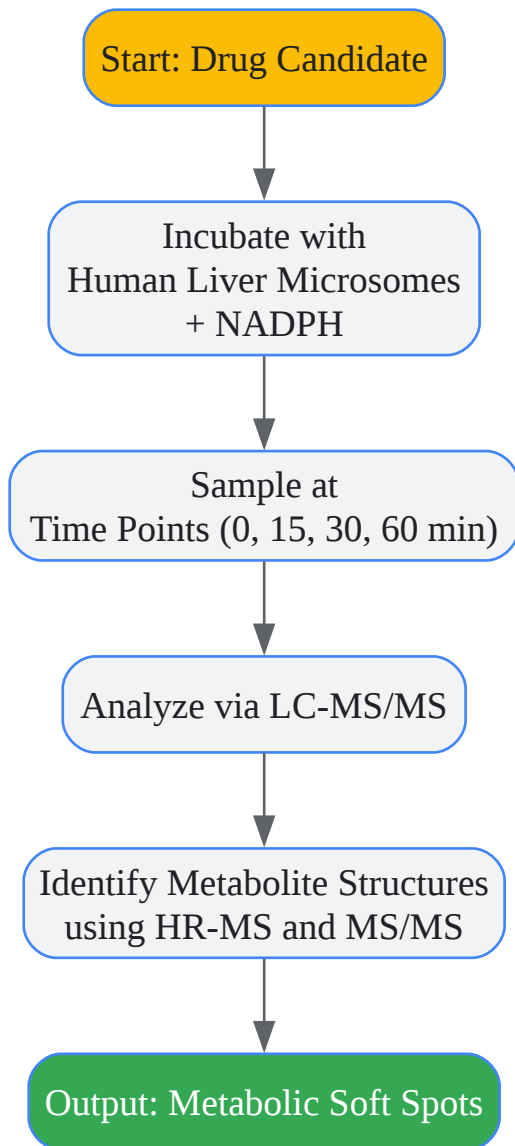 Start: Drug Candidate
Incubate with
Human Liver Microsomes
+ NADPH
Sample at
Time Points (0, 15, 30, 60 min)
Analyze via LC-MS/MS
Identify Metabolite Structures
using HR-MS and MS/MS
Output: Metabolic Soft Spots